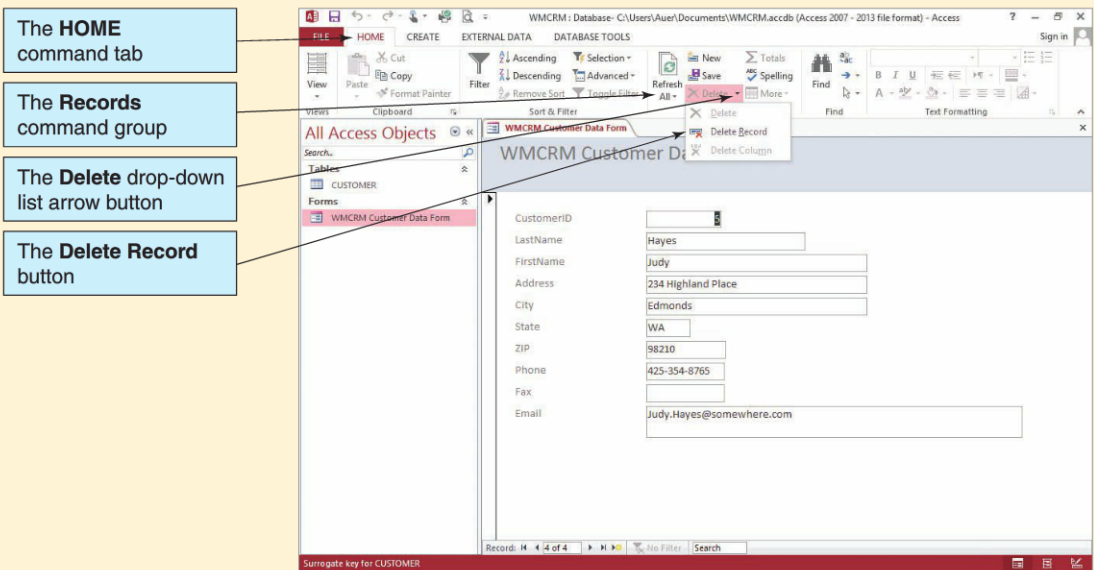 The HOME
command tab
The Records
command group
The Delete drop-down
list arrow button
The Delete Record
button
WMCRM : Database- C:\Users\Auer\Documents\WMCRM.accdb (Access 2007 - 2013 file format) - Access
FILE HOME CREATE EXTERNAL DATA DATABASE TOOLS Sign in
View
Views
Paste
Cut
Copy
Format Painter
Clipboard
Filter
Ascending
Descending
Remove Sort
Selection
Advanced
Toggle Filter
Sort & Filter
Refresh
All
New
Save
Delete
Totals
Spelling
More
Delete
Delete Record
Delete Column
Find
Find
B I U
A
Text Formatting
All Access Objects
Search..
Tables
CUSTOMER
Forms
WMCRM Customer Data Form
WMCRM Customer Data Form
WMCRM Customer Da
CustomerID 5
LastName Hayes
FirstName Judy
Address 234 Highland Place
City Edmonds
State WA
ZIP 98210
Phone 425-354-8765
Fax
Email Judy.Hayes@somewhere.com
Record: 4 of 4 No Filter Search
Surrogate key for CUSTOMER